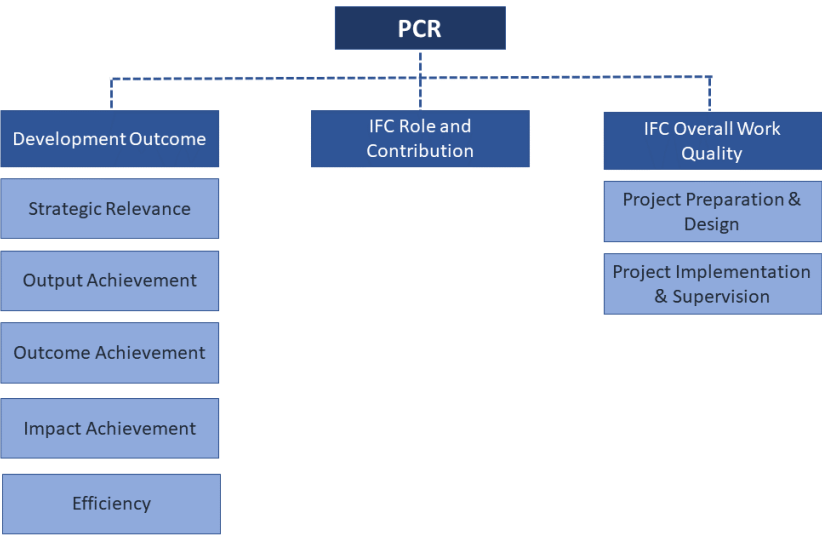 PCR
Development Outcome
Strategic Relevance
Output Achievement
Outcome Achievement
Impact Achievement
Efficiency
IFC Role and
Contribution
IFC Overall Work
Quality
Project Preparation &
Design
Project Implementation
& Supervision